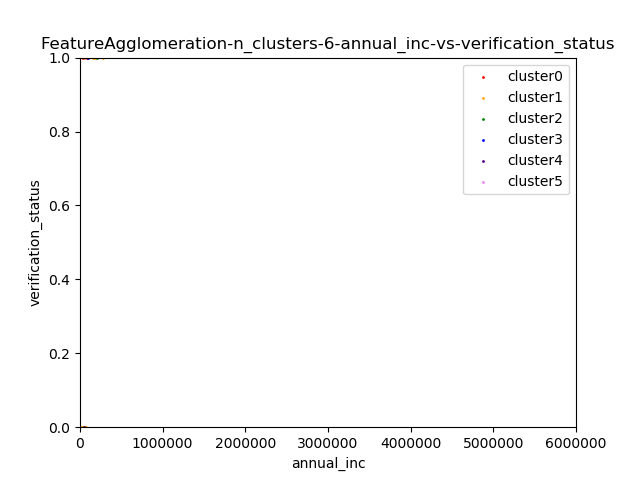 FeatureAgglomeration-n_clusters-6-annual_inc-vs-verification_status
1.0
0.8
0.6
0.4
0.2
0.0
verification_status
cluster0
cluster1
cluster2
cluster3
cluster4
cluster5
0 1000000 2000000 3000000 4000000 5000000 6000000
annual_inc